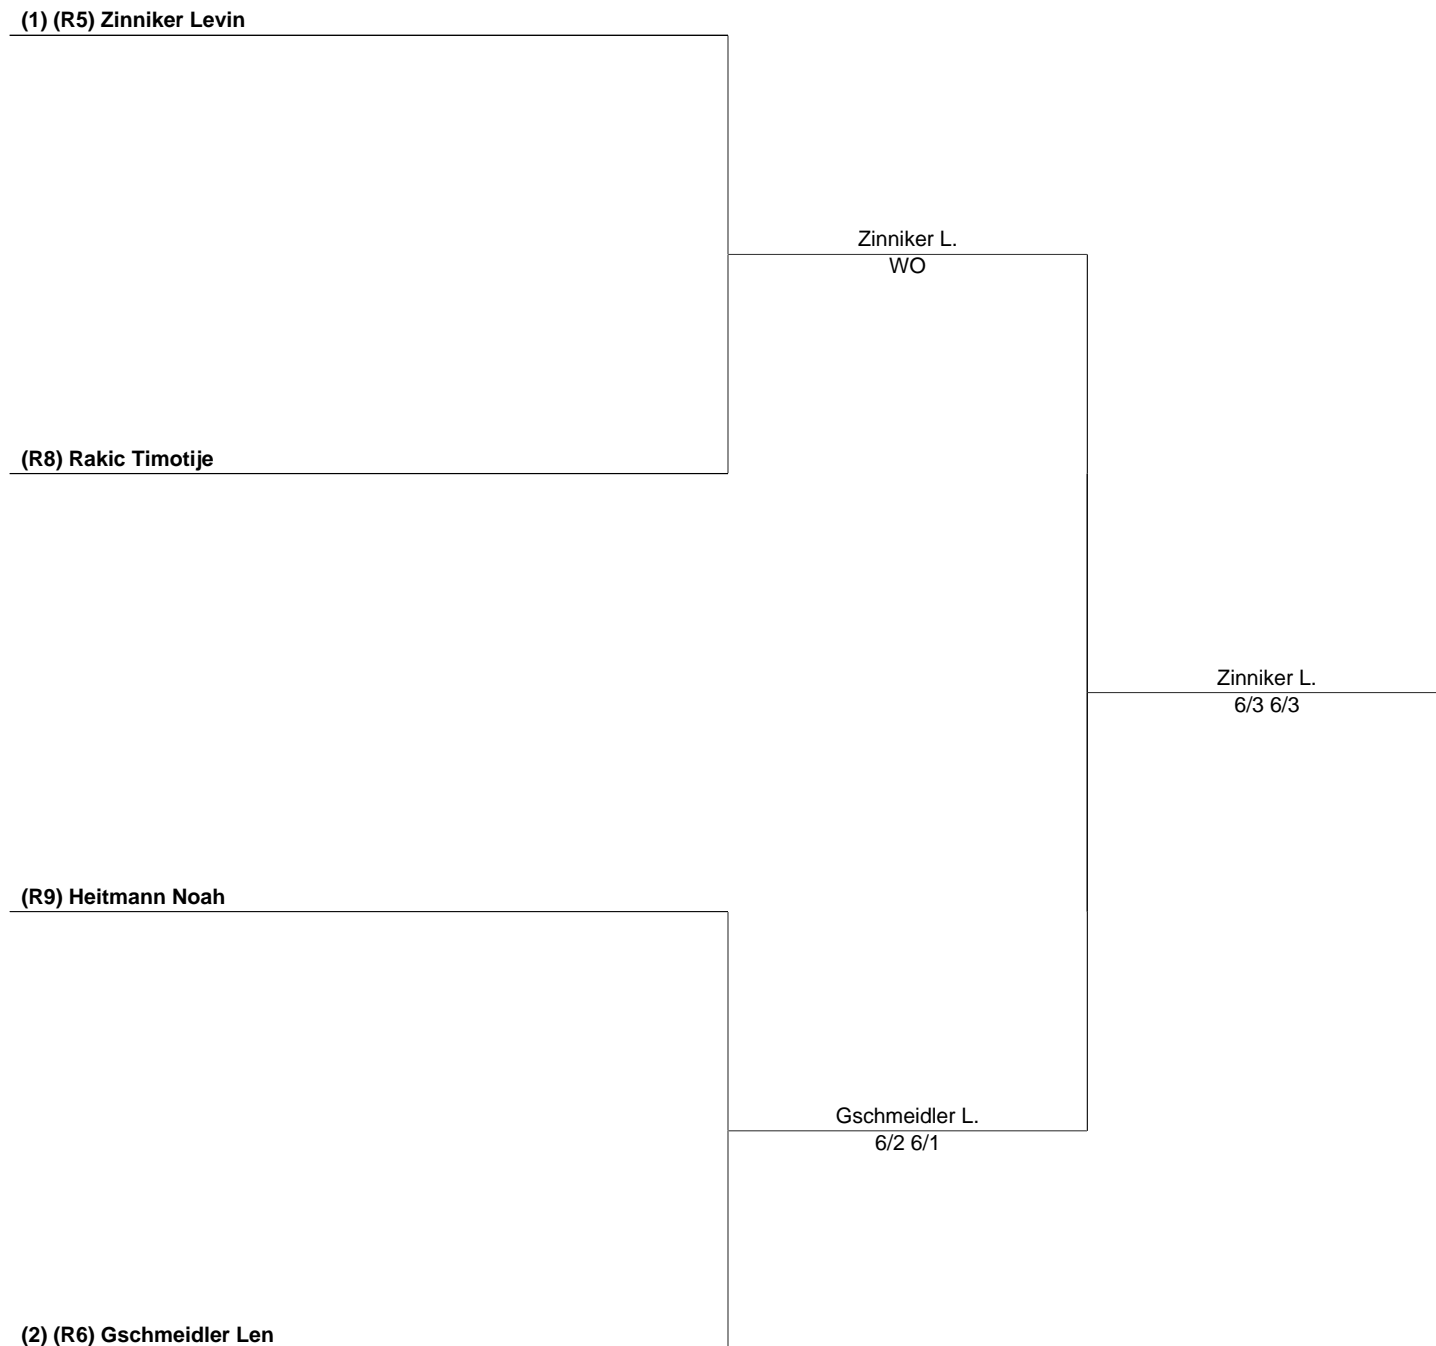 (1) (R5) Zinniker Levin
Zinniker L.
WO
(R8) Rakic Timotije
Zinniker L.
6/3 6/3
(R9) Heitmann Noah
Gschmeidler L.
6/2 6/1
(2) (R6) Gschmeidler Len